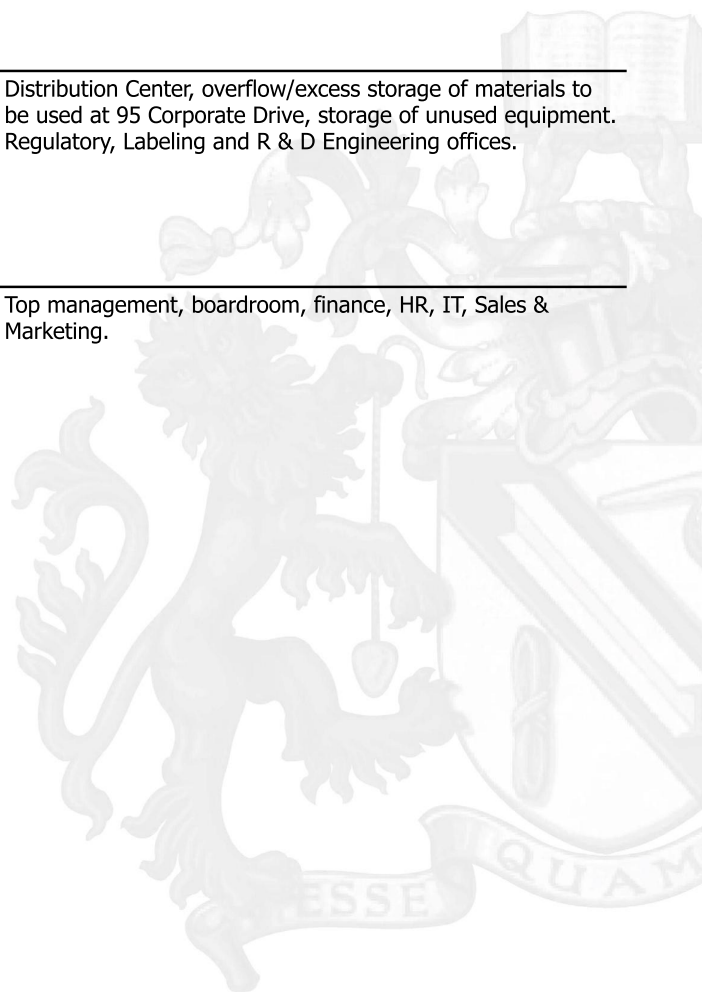 Distribution Center, overflow/excess storage of materials to
be used at 95 Corporate Drive, storage of unused equipment.
Regulatory, Labeling and R & D Engineering offices.
Top management, boardroom, finance, HR, IT, Sales &
Marketing.
ESSE QUAM